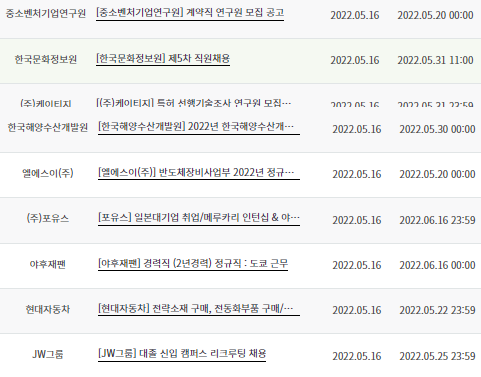 중소벤처기업연구원 [중소벤처기업연구원] 계약직 연구원 모집 공고 2022.05.16 2022.05.20 00:00
한국문화정보원 [한국문화정보원] 제5차 직원채용 2022.05.16 2022.05.31 11:00
(주)케이티지 [(주)케이티지] 특허 선행기술조사 연구원 모집… 2022.05.16 2022.05.31 23:59
한국해양수산개발원 [한국해양수산개발원] 2022년 한국해양수산개… 2022.05.16 2022.05.30 00:00
엘에스이(주) [엘에스이(주)] 반도체장비사업부 2022년 정규… 2022.05.16 2022.05.20 00:00
(주)포유스 [포유스] 일본대기업 취업/메루카리 인턴십 & 야… 2022.05.16 2022.06.16 23:59
야후재팬 [야후재팬] 경력직 (2년경력) 정규직 : 도쿄 근무 2022.05.16 2022.06.16 00:00
현대자동차 [현대자동차] 전략소재 구매, 전동화부품 구매/… 2022.05.16 2022.05.22 23:59
JW그룹 [JW그룹] 대졸 신입 캠퍼스 리크루팅 채용 2022.05.16 2022.05.25 23:59